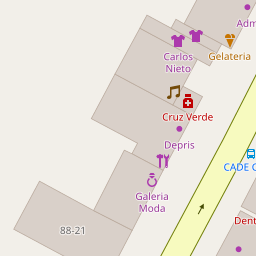 Adm
Carlos
Nieto
Gelateria
Cruz Verde
Depris
CADE C
Galeria
Moda
Dent
88-21